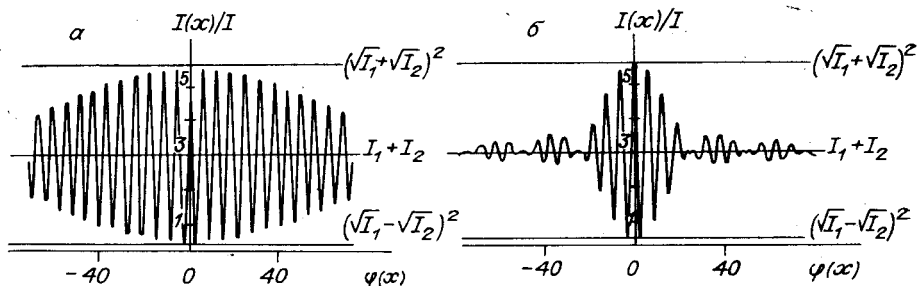 а
I(x)/I
(√I₁+√I₂)²
5
3
I₁+I₂
1
(√I₁−√I₂)²
−40 0 40 φ(x)
б
I(x)/I
(√I₁+√I₂)²
5
3
I₁+I₂
1
(√I₁−√I₂)²
−40 0 40 φ(x)